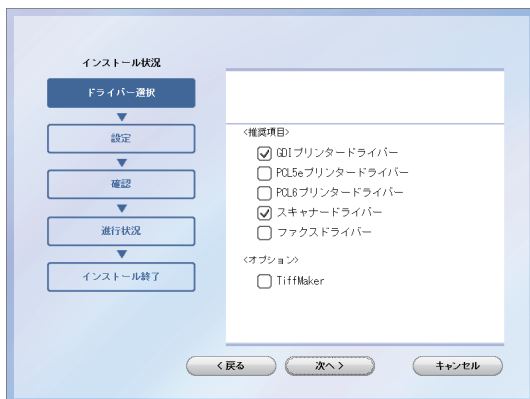 インストール状況
ドライバー選択
設定
確認
進行状況
インストール終了
<推奨項目>
GDIプリンタードライバー
PCL5eプリンタードライバー
PCL6プリンタードライバー
スキャナードライバー
ファクスドライバー
<オプション>
TiffMaker
< 戻る
次へ >
キャンセル